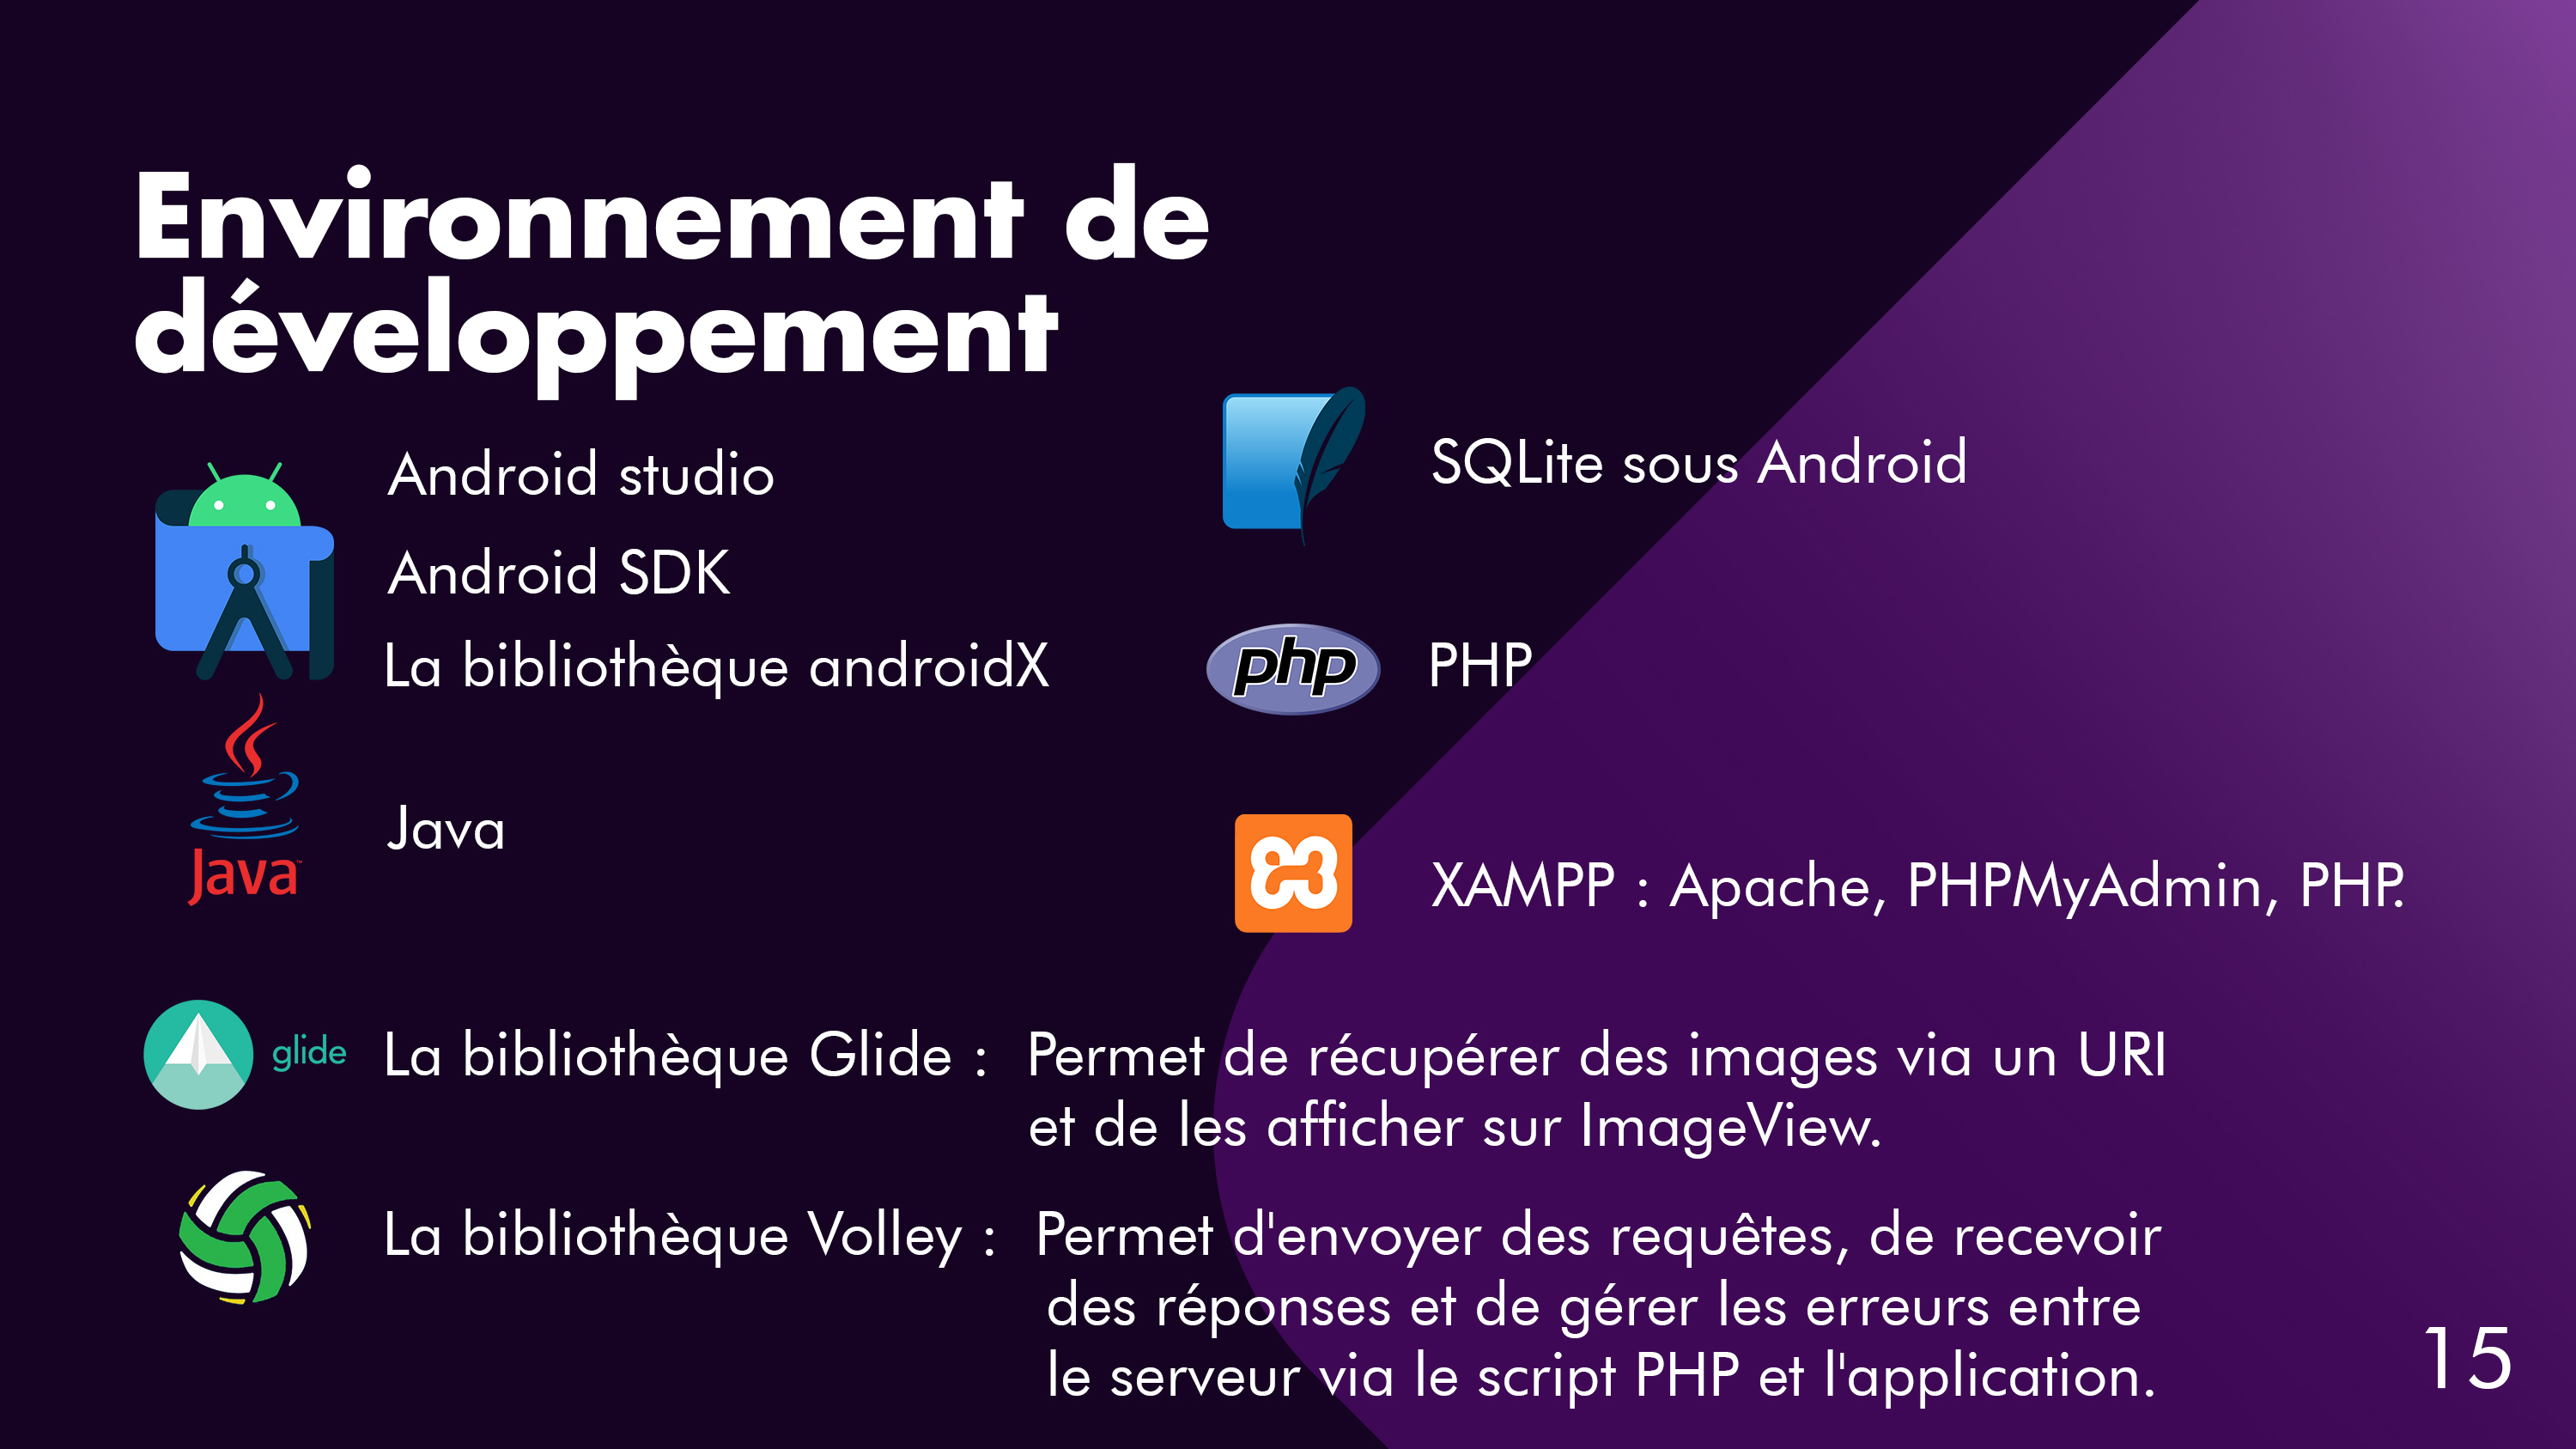 Environnement de
développement
Android studio
Android SDK
La bibliothèque androidX
Java
Java
SQLite sous Android
php
PHP
XAMPP : Apache, PHPMyAdmin, PHP.
glide
La bibliothèque Glide : Permet de récupérer des images via un URI
et de les afficher sur ImageView.
La bibliothèque Volley : Permet d'envoyer des requêtes, de recevoir
des réponses et de gérer les erreurs entre
le serveur via le script PHP et l'application.
15